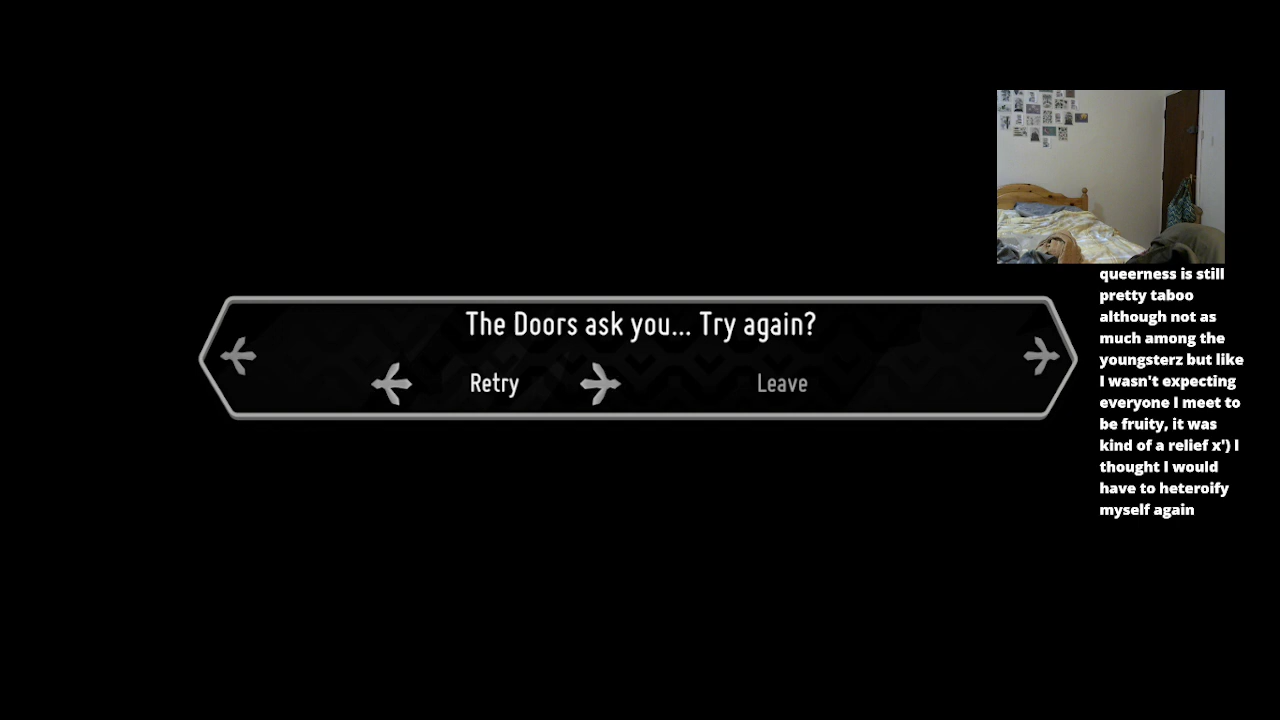 The Doors ask you... Try again?
Retry
Leave
queerness is still
pretty taboo
although not as
much among the
youngsterz but like
I wasn't expecting
everyone I meet to
be fruity, it was
kind of a relief x') I
thought I would
have to heteroify
myself again